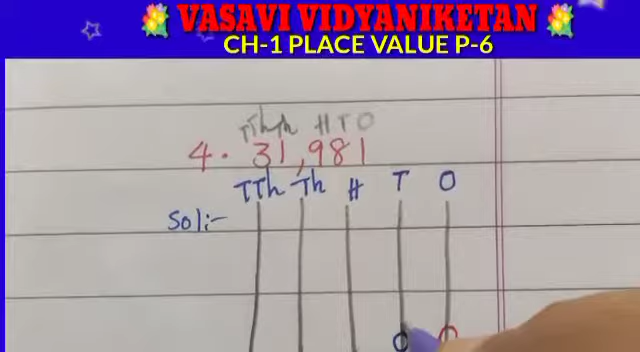 VASAVI VIDYANIKETAN
CH-1 PLACE VALUE P-6
TTh Th H T O
4. 31,981
TTh Th H T O
Sol:-